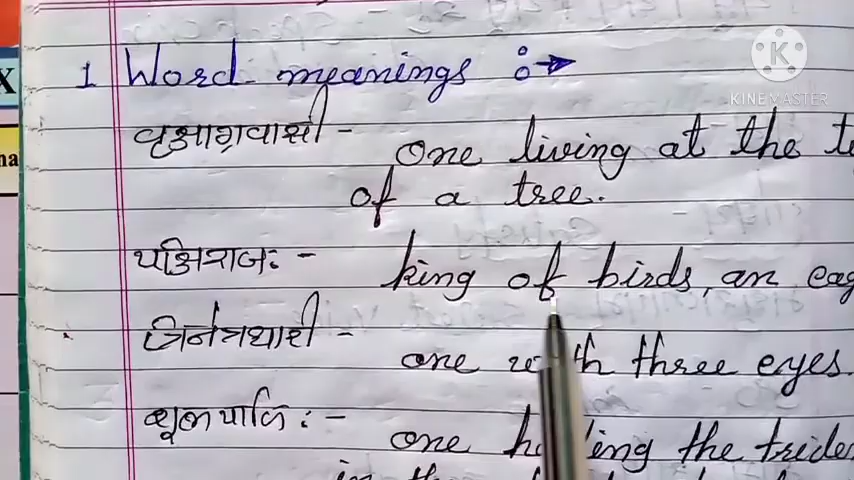 1 Word meanings :→
वृक्षाग्रवासी - one living at the
of a tree.
पक्षिराजः - king of birds, an
त्रिनेत्रधारी - one with three eyes.
शूलपाणिः - one holding the
KINEMASTER